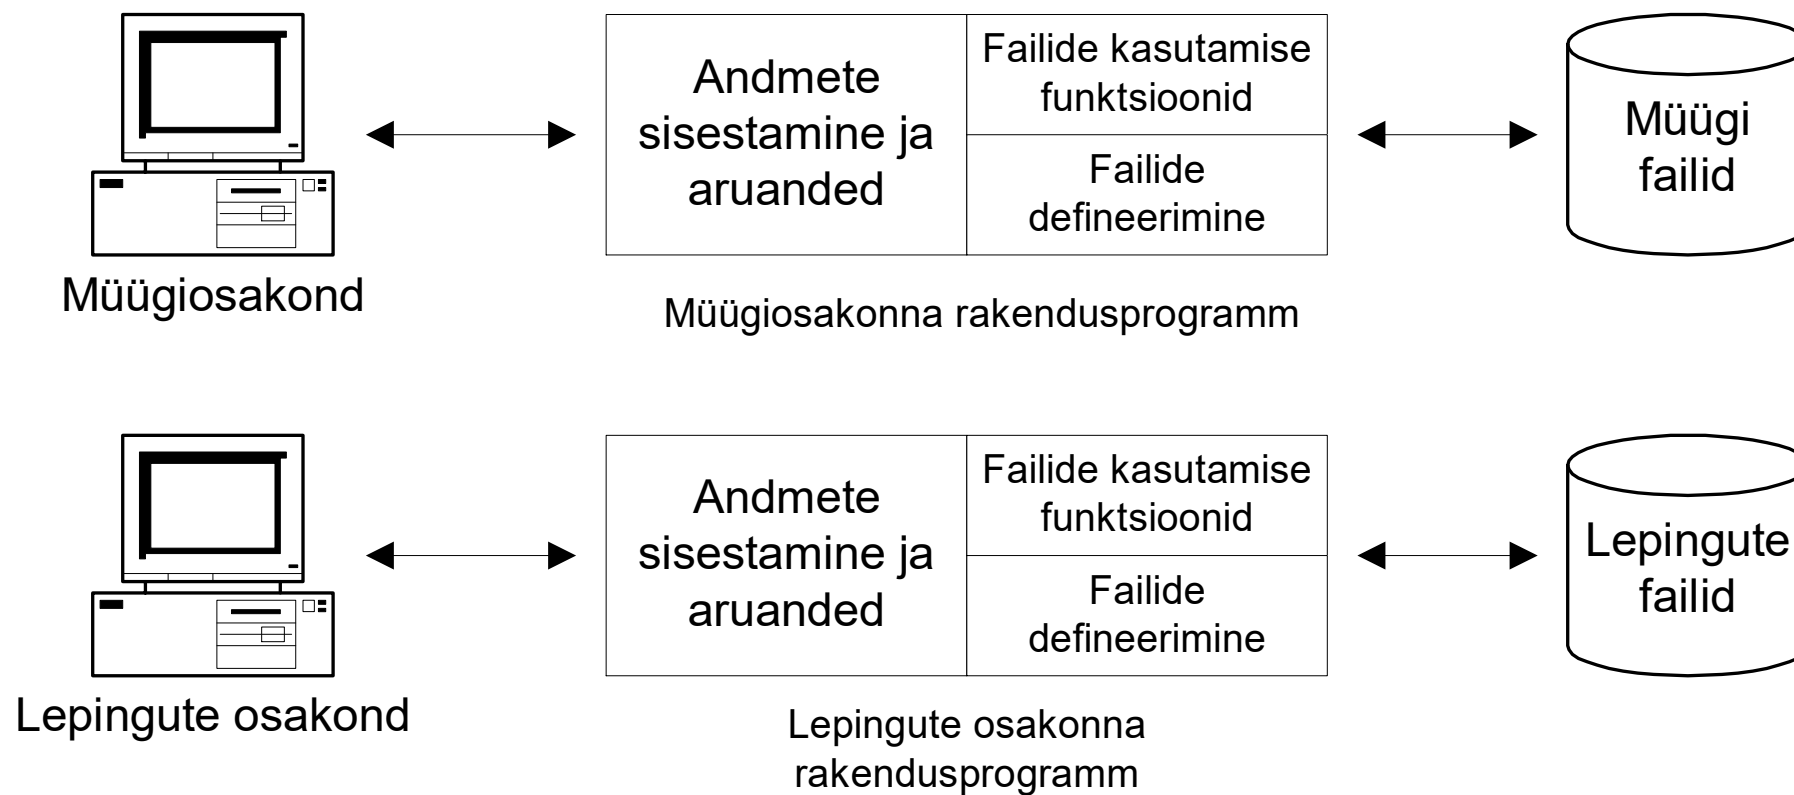 Andmete
sisestamine ja
aruanded
Failide kasutamise
funktsioonid
Failide
defineerimine
Müügi
failid
Müügiosakond
Müügiosakonna rakendusprogramm
Andmete
sisestamine ja
aruanded
Failide kasutamise
funktsioonid
Failide
defineerimine
Lepingute
failid
Lepingute osakond
Lepingute osakonna
rakendusprogramm